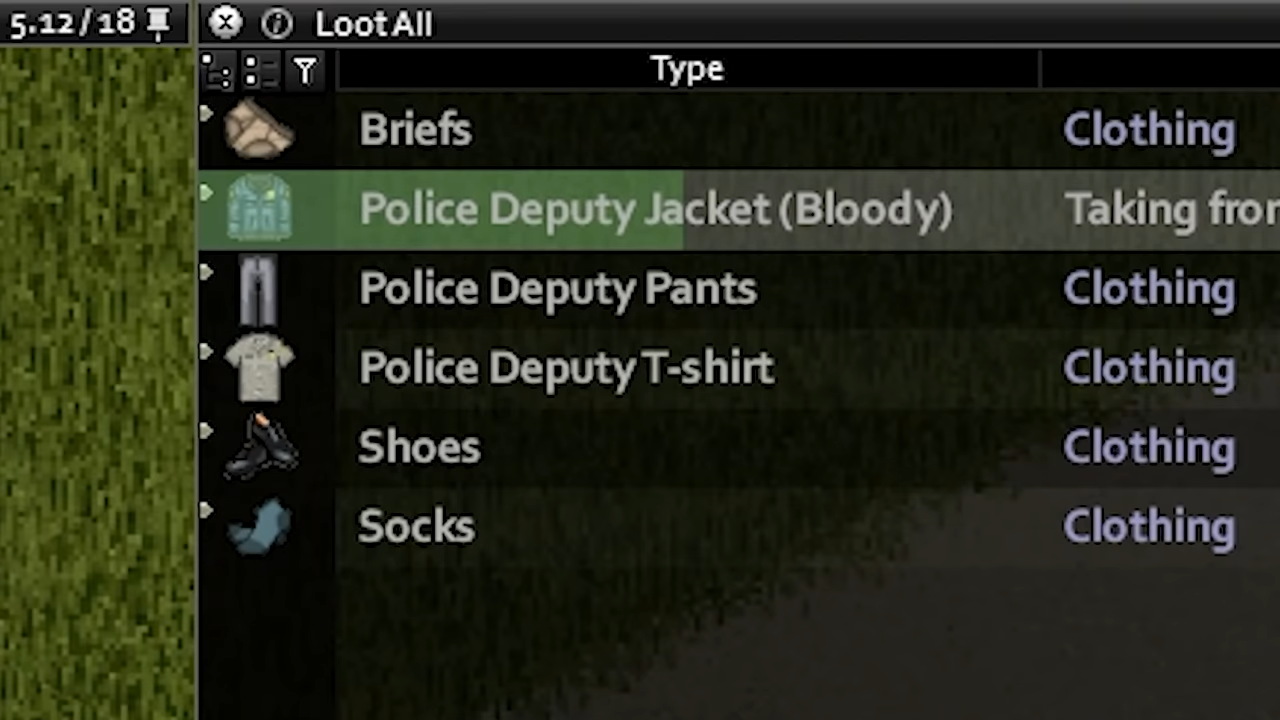 5.12/18 Loot All
Type
Briefs Clothing
Police Deputy Jacket (Bloody) Taking
Police Deputy Pants Clothing
Police Deputy T-shirt Clothing
Shoes Clothing
Socks Clothing